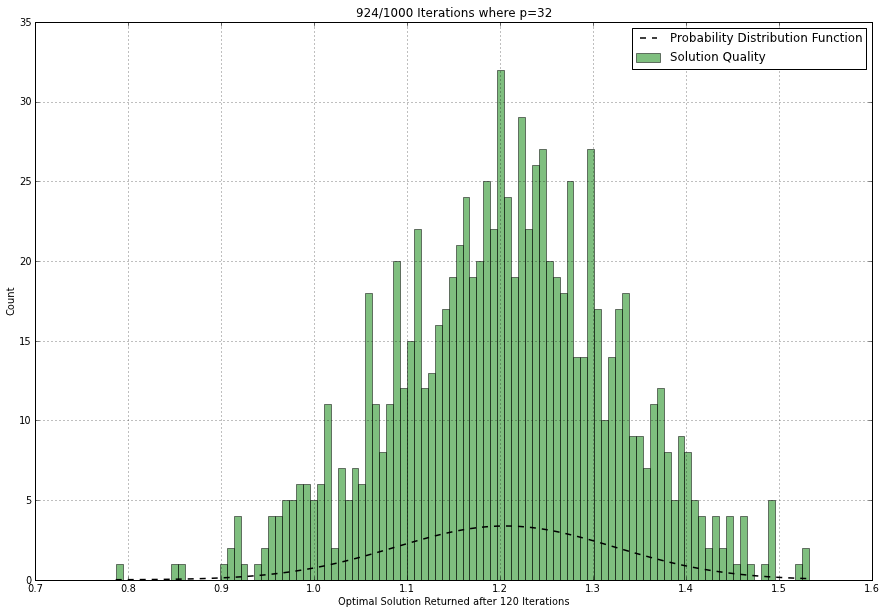 924/1000 Iterations where p=32
Probability Distribution Function
Solution Quality
35
30
25
20
15
10
5
0
Count
0.7 0.8 0.9 1.0 1.1 1.2 1.3 1.4 1.5 1.6
Optimal Solution Returned after 120 Iterations